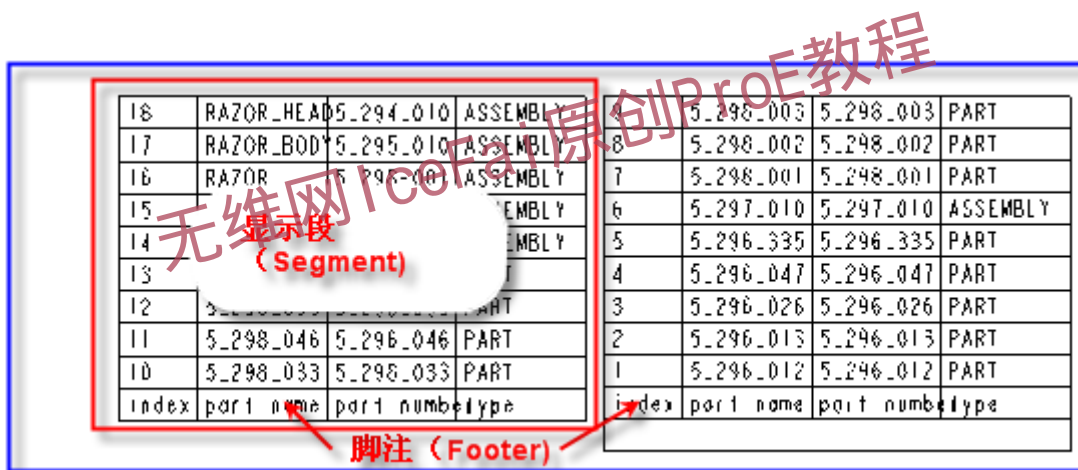 无维网IceFai原创ProE教程
18 RAZOR_HEAD 5_294_010 ASSEMBLY
17 RAZOR_BODY 5_295_010 ASSEMBLY
16 RAZOR ASSEMBLY
15 EMBLY
14 EMBLY
13
12 PART
11 5_298_046 5_296_046 PART
10 5_298_033 5_298_033 PART
index part name part numbe type
显示段
(Segment)
9 5_298_003 5_298_003 PART
8 5_298_002 5_298_002 PART
7 5_298_001 5_298_001 PART
6 5_297_010 5_297_010 ASSEMBLY
5 5_296_335 5_296_335 PART
4 5_296_047 5_296_047 PART
3 5_296_026 5_296_026 PART
2 5_296_013 5_296_013 PART
1 5_296_012 5_296_012 PART
index part name part numbe type
脚注(Footer)